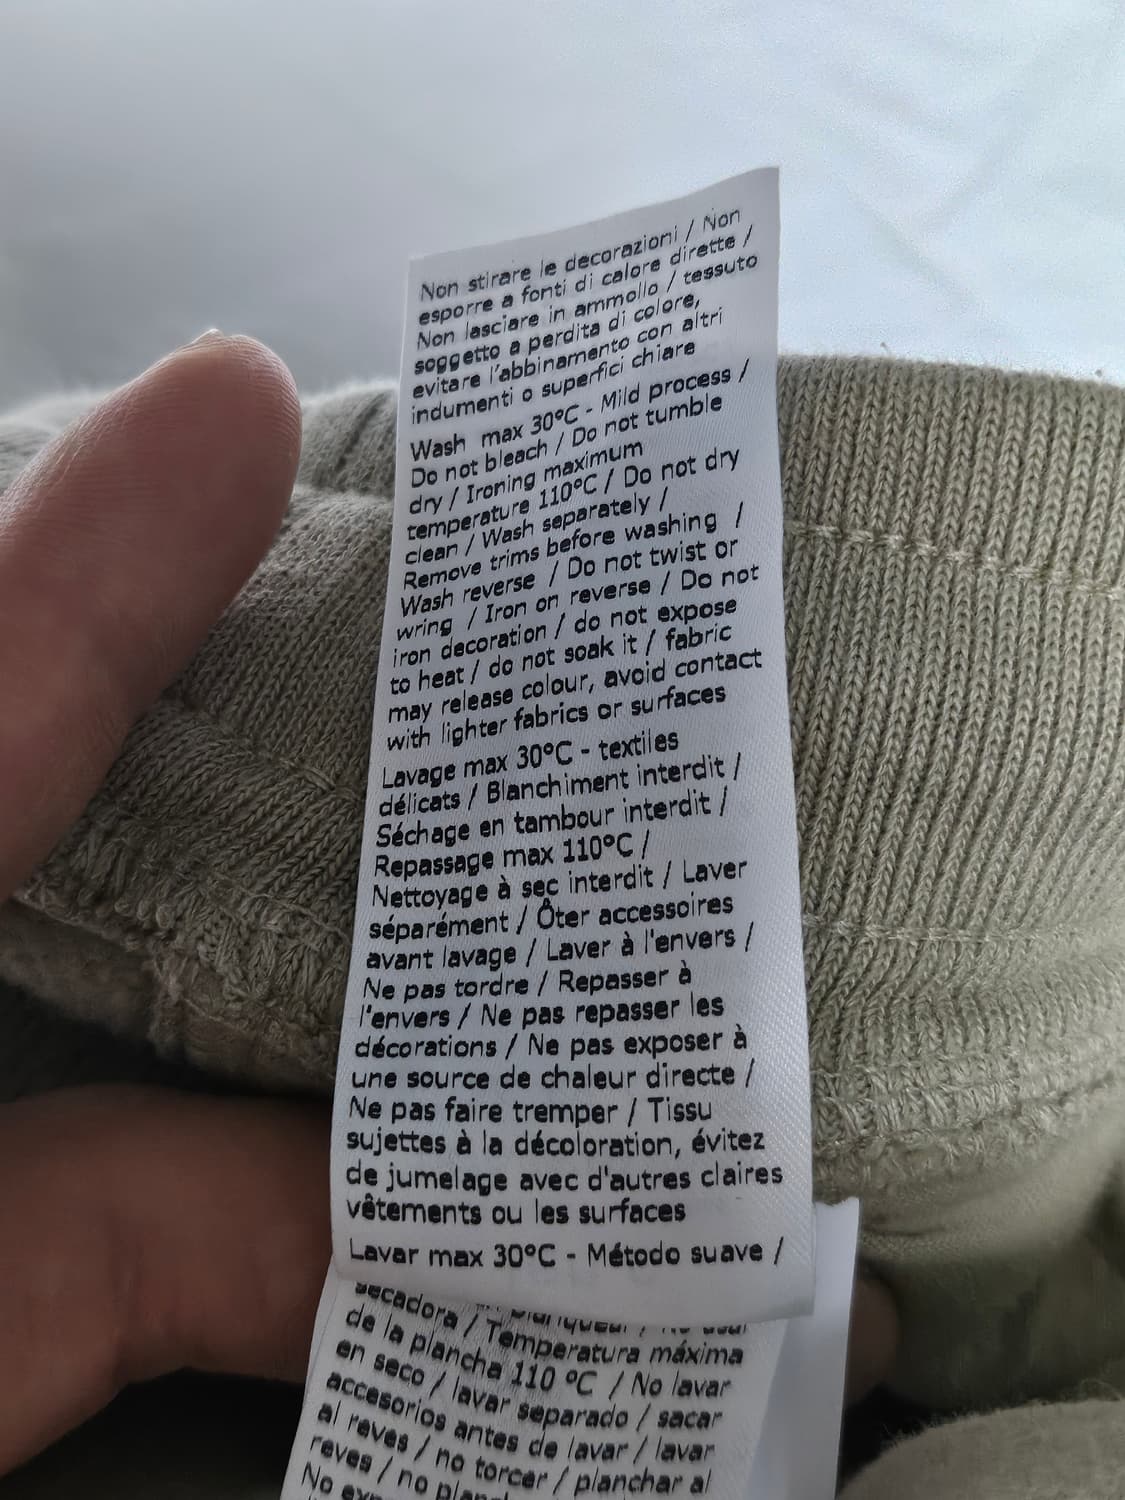 Non stirare le decorazioni / Non
esporre a fonti di calore dirette /
Non lasciare in ammollo / tessuto
soggetto a perdita di colore,
evitare l'abbinamento con altri
indumenti o superfici chiare
Wash max 30°C - Mild process /
Do not bleach / Do not tumble
dry / Ironing maximum
temperature 110°C / Do not dry
clean / Wash separately /
Remove trims before washing /
Wash reverse / Do not twist or
wring / Iron on reverse / Do not
iron decoration / do not expose
to heat / do not soak it / fabric
may release colour, avoid contact
with lighter fabrics or surfaces
Lavage max 30°C - textiles
délicats / Blanchiment interdit /
Séchage en tambour interdit /
Repassage max 110°C /
Nettoyage à sec interdit / Laver
séparément / Ôter accessoires
avant lavage / Laver à l'envers /
Ne pas tordre / Repasser à
l'envers / Ne pas repasser les
décorations / Ne pas exposer à
une source de chaleur directe /
Ne pas faire tremper / Tissu
sujettes à la décoloration, évitez
de jumelage avec d'autres claires
vêtements ou les surfaces
Lavar max 30°C - Método suave /
secadora / Temperatura máxima
de la plancha 110 °C / No lavar
en seco / lavar separado / sacar
accesorios antes de lavar / lavar
al reves / no torcer / planchar al
reves / no
No